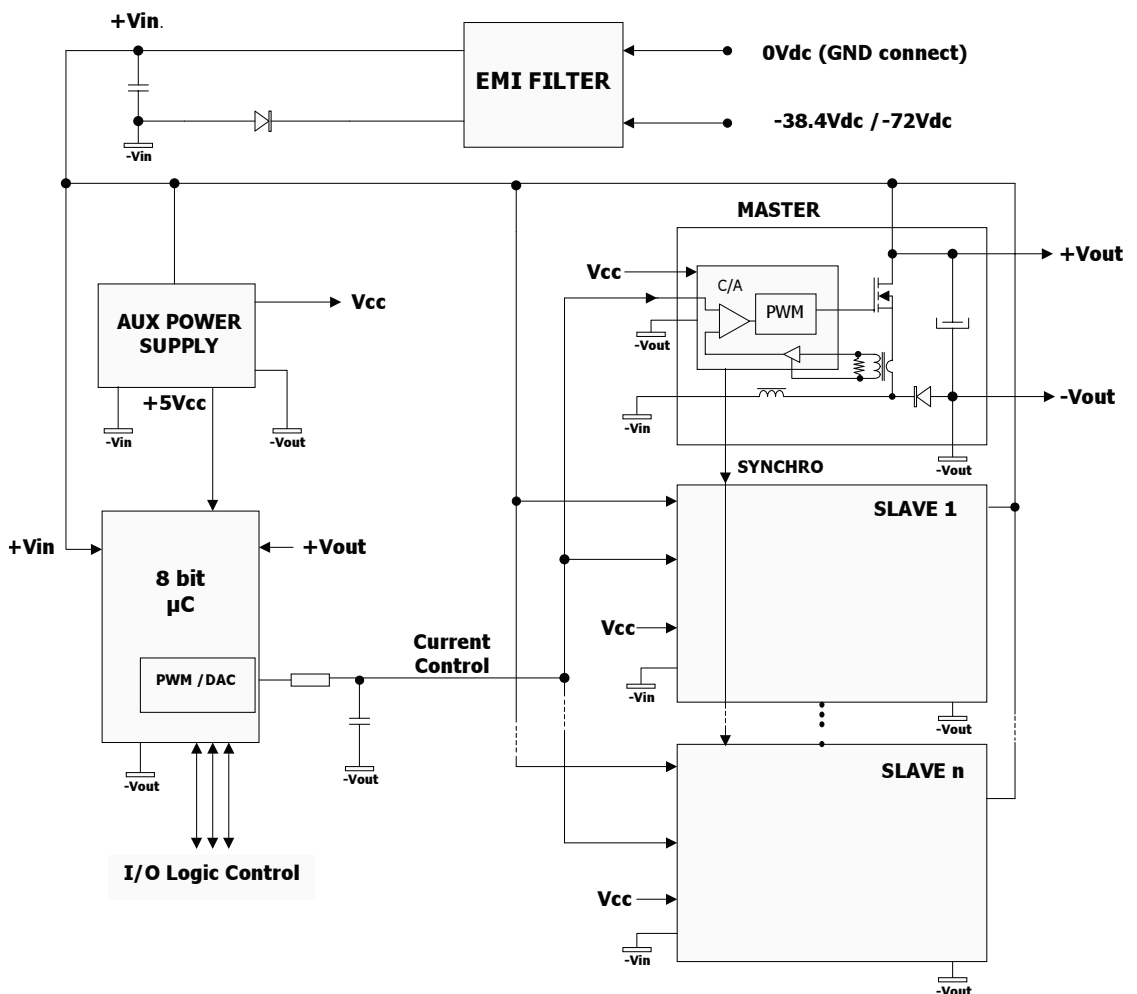 +Vin.
EMI FILTER
0Vdc (GND connect)
-38.4Vdc / -72Vdc
-Vin
MASTER
Vcc
C/A
PWM
+Vout
-Vout
-Vout
-Vin
-Vout
AUX POWER
SUPPLY
Vcc
+5Vcc
-Vin
-Vout
SYNCHRO
SLAVE 1
+Vin
+Vout
8 bit
µC
PWM /DAC
Current
Control
Vcc
-Vin
-Vout
-Vout
-Vout
SLAVE n
I/O Logic Control
Vcc
-Vin
-Vout